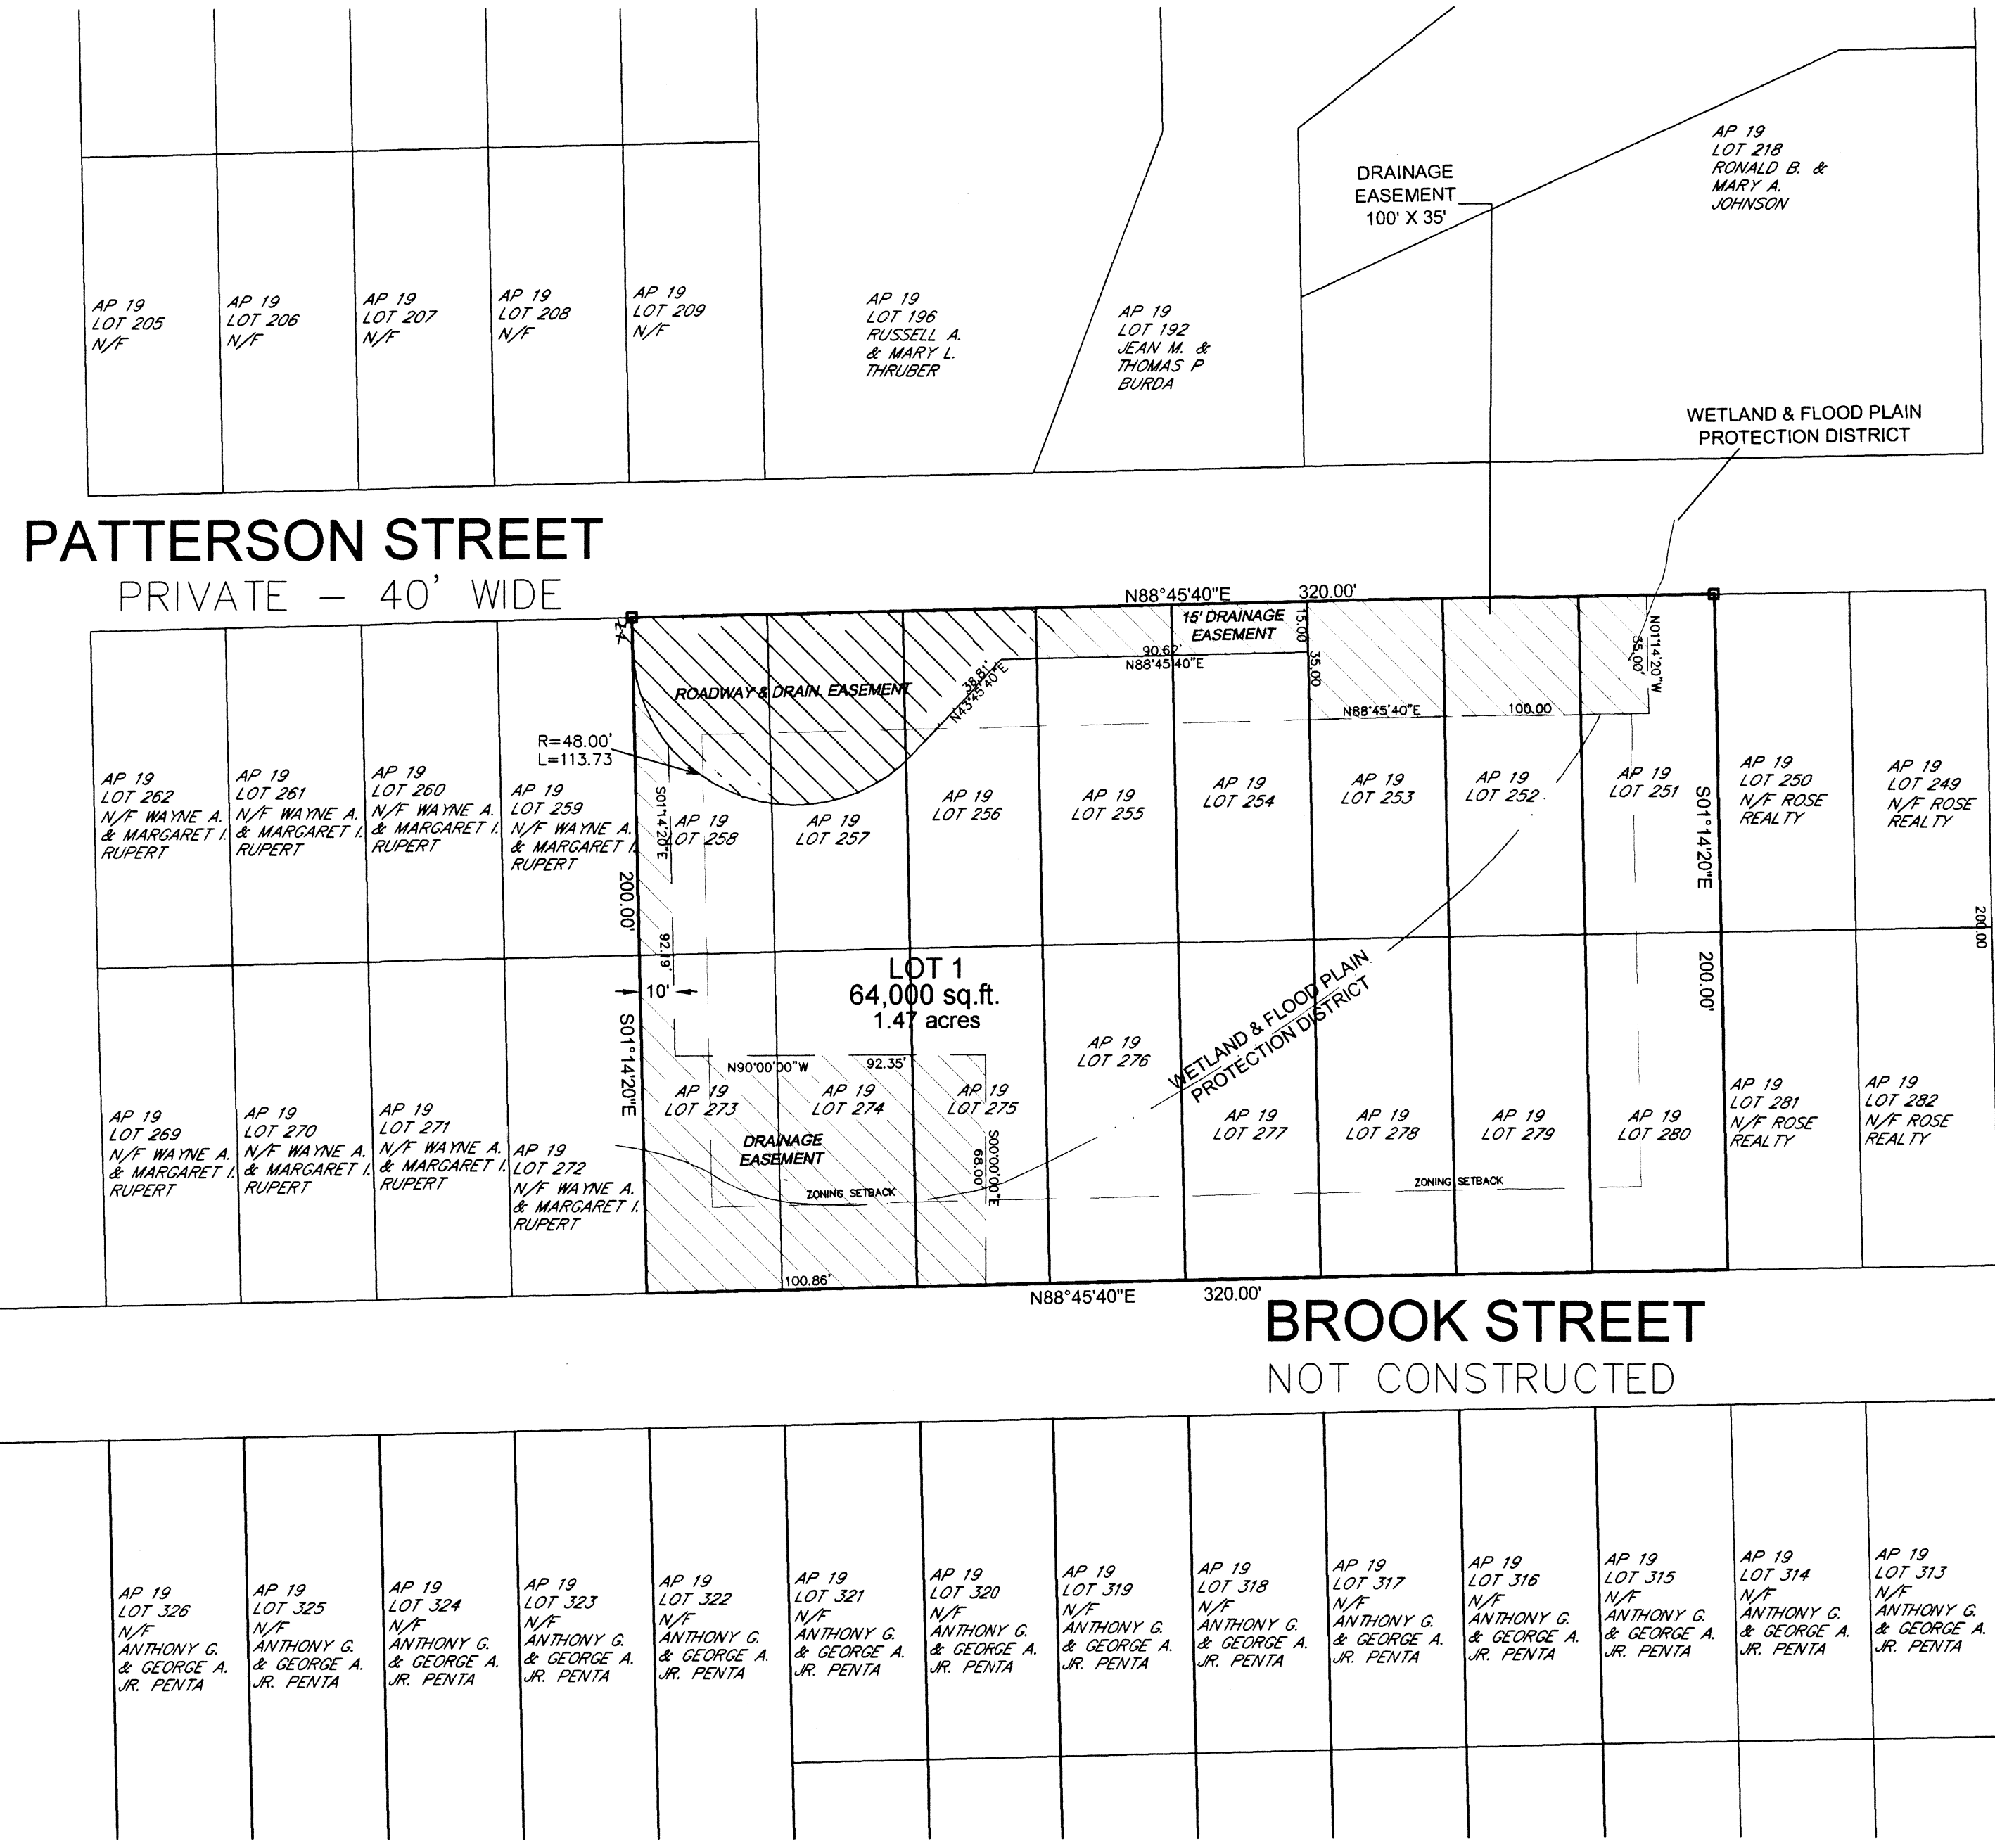 AP 19
LOT 218
RONALD B. &
MARY A.
JOHNSON
DRAINAGE
EASEMENT
100' X 35'
AP 19
LOT 205
N/F
AP 19
LOT 206
N/F
AP 19
LOT 207
N/F
AP 19
LOT 208
N/F
AP 19
LOT 209
N/F
AP 19
LOT 196
RUSSELL A.
& MARY L.
THRUBER
AP 19
LOT 192
JEAN M. &
THOMAS P
BURDA
WETLAND & FLOOD PLAIN
PROTECTION DISTRICT
PATTERSON STREET
PRIVATE – 40' WIDE
N88°45'40"E 320.00'
15' DRAINAGE
EASEMENT
15.00
90.62'
N88°45'40"E
35.00
38.81'
N43°45'40"E
N01°14'20"W
35.00'
N88°45'40"E 100.00
ROADWAY & DRAIN. EASEMENT
R=48.00'
L=113.73
AP 19
LOT 262
N/F WAYNE A.
& MARGARET I.
RUPERT
AP 19
LOT 261
N/F WAYNE A.
& MARGARET I.
RUPERT
AP 19
LOT 260
N/F WAYNE A.
& MARGARET I.
RUPERT
AP 19
LOT 259
N/F WAYNE A.
& MARGARET I.
RUPERT
S01°14'20"E
AP 19
LOT 258
AP 19
LOT 257
AP 19
LOT 256
AP 19
LOT 255
AP 19
LOT 254
AP 19
LOT 253
AP 19
LOT 252
AP 19
LOT 251
S01°14'20"E
200.00'
AP 19
LOT 250
N/F ROSE
REALTY
AP 19
LOT 249
N/F ROSE
REALTY
200.00
200.00'
S01°14'20"E
92.19'
10'
LOT 1
64,000 sq.ft.
1.47 acres
WETLAND & FLOOD PLAIN
PROTECTION DISTRICT
N90°00'00"W 92.35'
AP 19
LOT 269
N/F WAYNE A.
& MARGARET I.
RUPERT
AP 19
LOT 270
N/F WAYNE A.
& MARGARET I.
RUPERT
AP 19
LOT 271
N/F WAYNE A.
& MARGARET I.
RUPERT
AP 19
LOT 272
N/F WAYNE A.
& MARGARET I.
RUPERT
AP 19
LOT 273
AP 19
LOT 274
AP 19
LOT 275
AP 19
LOT 276
AP 19
LOT 277
AP 19
LOT 278
AP 19
LOT 279
AP 19
LOT 280
AP 19
LOT 281
N/F ROSE
REALTY
AP 19
LOT 282
N/F ROSE
REALTY
DRAINAGE
EASEMENT
S00°00'00"E
68.00'
ZONING SETBACK
ZONING SETBACK
100.86'
N88°45'40"E 320.00'
BROOK STREET
NOT CONSTRUCTED
AP 19
LOT 326
N/F
ANTHONY G.
& GEORGE A.
JR. PENTA
AP 19
LOT 325
N/F
ANTHONY G.
& GEORGE A.
JR. PENTA
AP 19
LOT 324
N/F
ANTHONY G.
& GEORGE A.
JR. PENTA
AP 19
LOT 323
N/F
ANTHONY G.
& GEORGE A.
JR. PENTA
AP 19
LOT 322
N/F
ANTHONY G.
& GEORGE A.
JR. PENTA
AP 19
LOT 321
N/F
ANTHONY G.
& GEORGE A.
JR. PENTA
AP 19
LOT 320
N/F
ANTHONY G.
& GEORGE A.
JR. PENTA
AP 19
LOT 319
N/F
ANTHONY G.
& GEORGE A.
JR. PENTA
AP 19
LOT 318
N/F
ANTHONY G.
& GEORGE A.
JR. PENTA
AP 19
LOT 317
N/F
ANTHONY G.
& GEORGE A.
JR. PENTA
AP 19
LOT 316
N/F
ANTHONY G.
& GEORGE A.
JR. PENTA
AP 19
LOT 315
N/F
ANTHONY G.
& GEORGE A.
JR. PENTA
AP 19
LOT 314
N/F
ANTHONY G.
& GEORGE A.
JR. PENTA
AP 19
LOT 313
N/F
ANTHONY G.
& GEORGE A.
JR. PENTA